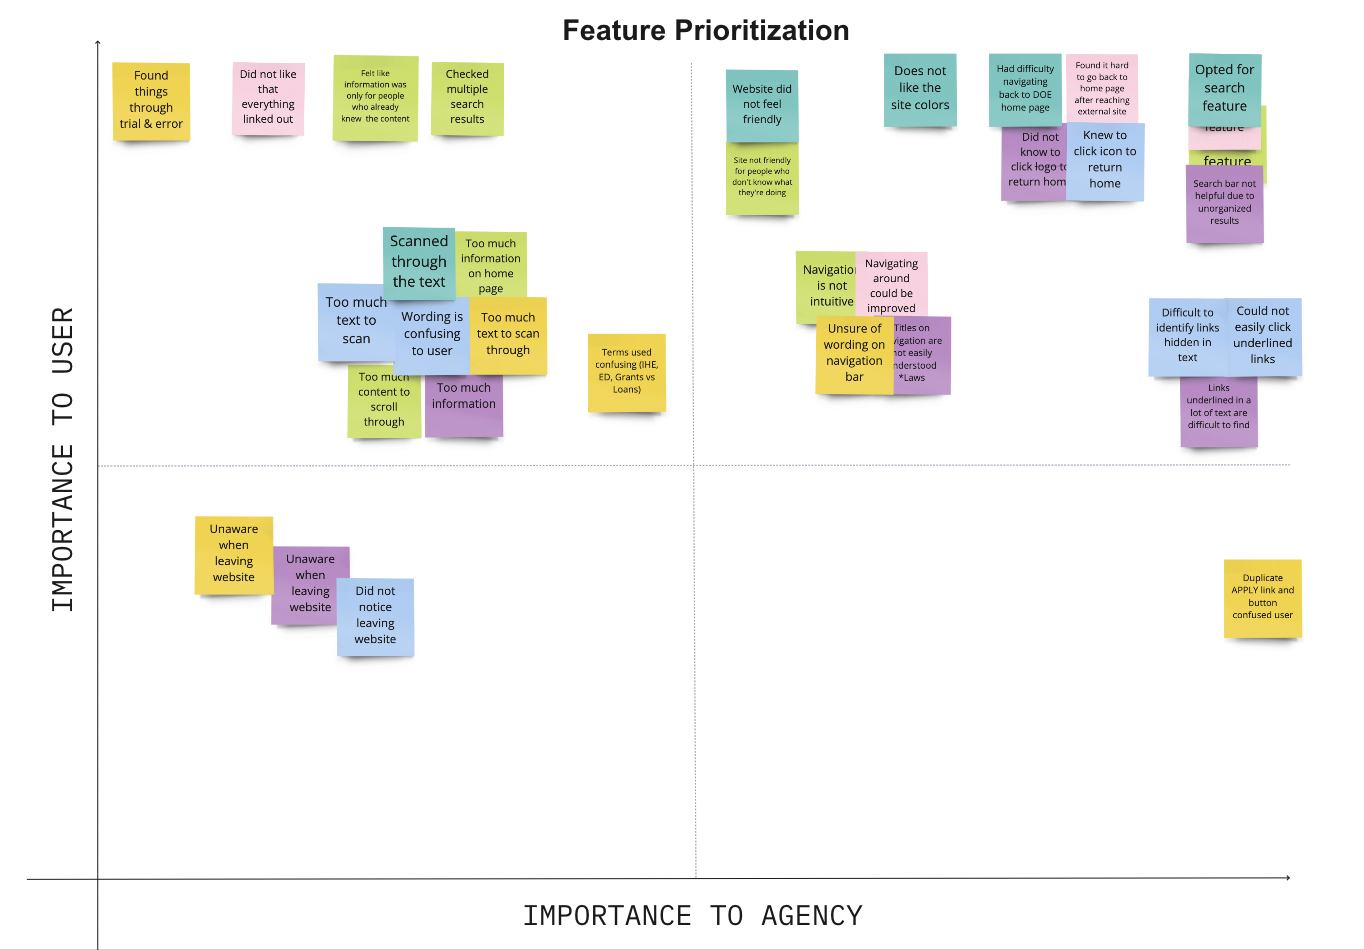 Feature Prioritization
Found
things
through
trial & error
Did not like
that
everything
linked out
Felt like
information was
only for people
who already
knew the content
Checked
multiple
search
results
Website did
not feel
friendly
Site not friendly
for people who
don't know what
they're doing
Does not
like the
site colors
Had difficulty
navigating
back to DOE
home page
Found it hard
to go back to
home page
after reaching
external site
Did not
know to
click logo to
return home
Knew to
click icon to
return
home
Opted for
search
feature
feature
feature
Search bar not
helpful due to
unorganized
results
Scanned
through
the text
Too much
information
on home
page
Too much
text to
scan
Wording is
confusing
to user
Too much
text to scan
through
Too much
content to
scroll
through
Too much
information
Terms used
confusing (IHE,
ED, Grants vs
Loans)
Navigation
is not
intuitive
Navigating
around
could be
improved
Unsure of
wording on
navigation
bar
Titles on
navigation are
not easily
understood
*Laws
Difficult to
identify links
hidden in
text
Could not
easily click
underlined
links
Links
underlined in a
lot of text are
difficult to find
Unaware
when
leaving
website
Unaware
when
leaving
website
Did not
notice
leaving
website
Duplicate
APPLY link and
button
confused user
IMPORTANCE TO USER
IMPORTANCE TO AGENCY